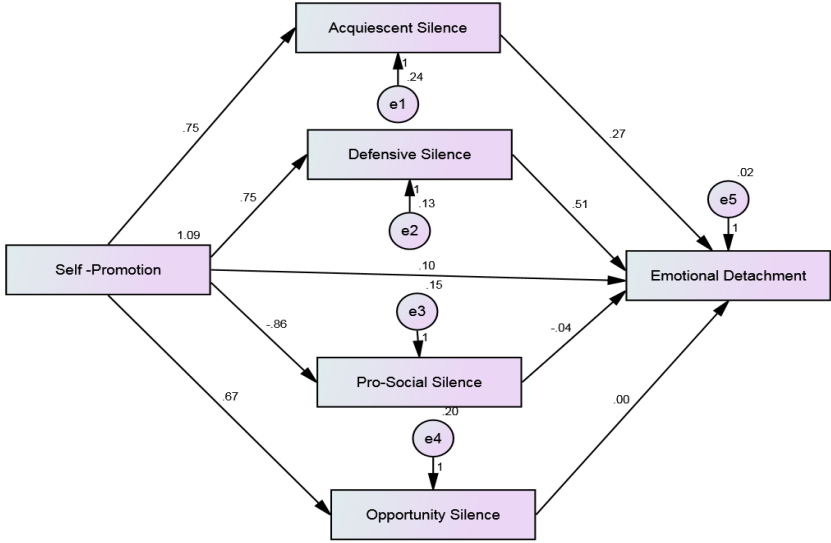 Acquiescent Silence
1
.24
e1
.75
.27
Defensive Silence
1
.13
e2
.75
.51
.02
e5
1
1.09
Self -Promotion
.10
Emotional Detachment
.15
e3
1
-.86
-.04
Pro-Social Silence
.20
e4
1
.67
.00
Opportunity Silence